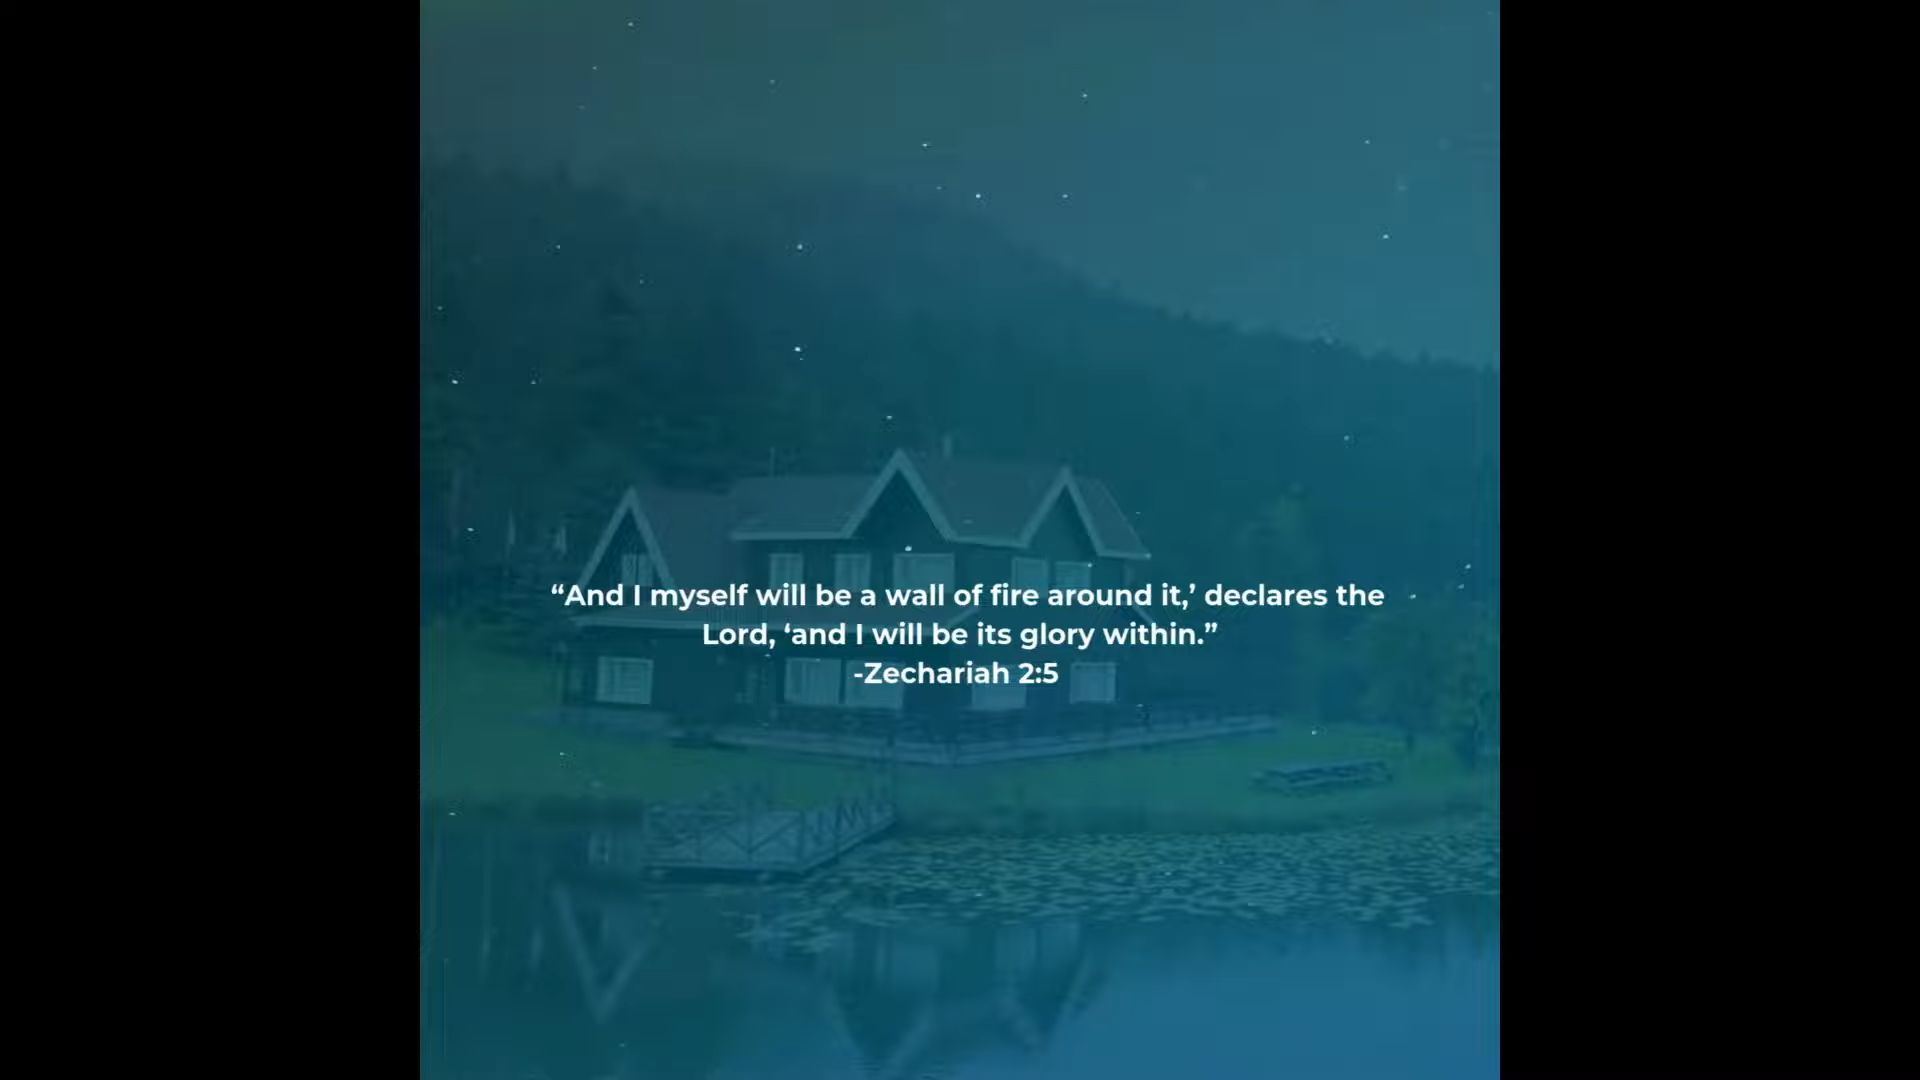 “And I myself will be a wall of fire around it,’ declares the
Lord, ‘and I will be its glory within.”
-Zechariah 2:5